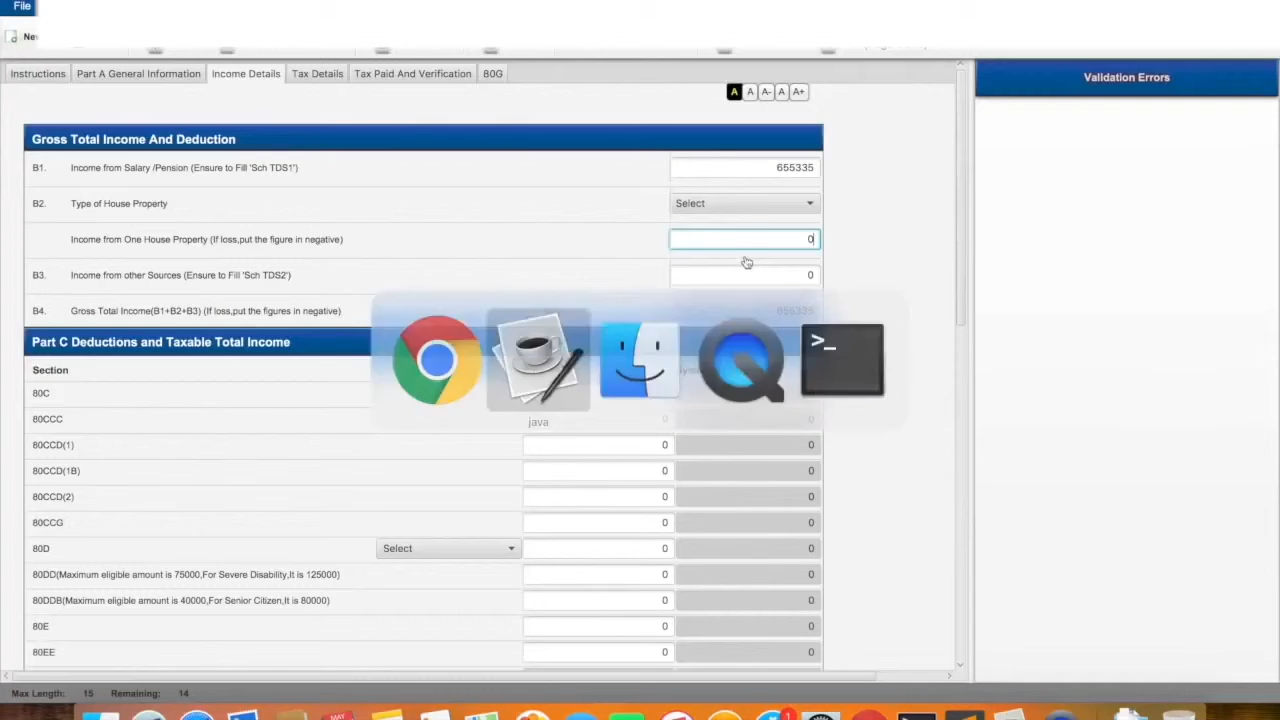 File
New
Instructions Part A General Information Income Details Tax Details Tax Paid And Verification 80G
A A A- A A+
Validation Errors
Gross Total Income And Deduction
B1. Income from Salary /Pension (Ensure to Fill 'Sch TDS1') 655335
B2. Type of House Property Select
Income from One House Property (If loss,put the figure in negative) 0
B3. Income from other Sources (Ensure to Fill 'Sch TDS2') 0
B4. Gross Total Income(B1+B2+B3) (If loss,put the figures in negative) 655335
Part C Deductions and Taxable Total Income
Section
80C
80CCC 0 0
java
80CCD(1) 0 0
80CCD(1B) 0 0
80CCD(2) 0 0
80CCG 0 0
80D Select 0 0
80DD(Maximum eligible amount is 75000,For Severe Disability,It is 125000) 0 0
80DDB(Maximum eligible amount is 40000,For Senior Citizen,It is 80000) 0 0
80E 0 0
80EE 0 0
Max Length: 15 Remaining: 14
MAY
1